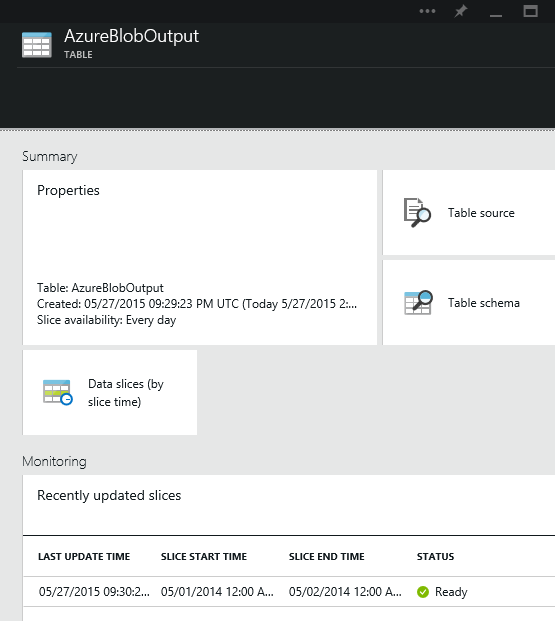 AzureBlobOutput
TABLE
Summary
Properties
Table: AzureBlobOutput
Created: 05/27/2015 09:29:23 PM UTC (Today 5/27/2015 2:...
Slice availability: Every day
Table source
Table schema
Data slices (by
slice time)
Monitoring
Recently updated slices
LAST UPDATE TIME SLICE START TIME SLICE END TIME STATUS
05/27/2015 09:30:2... 05/01/2014 12:00 A... 05/02/2014 12:00 A... Ready